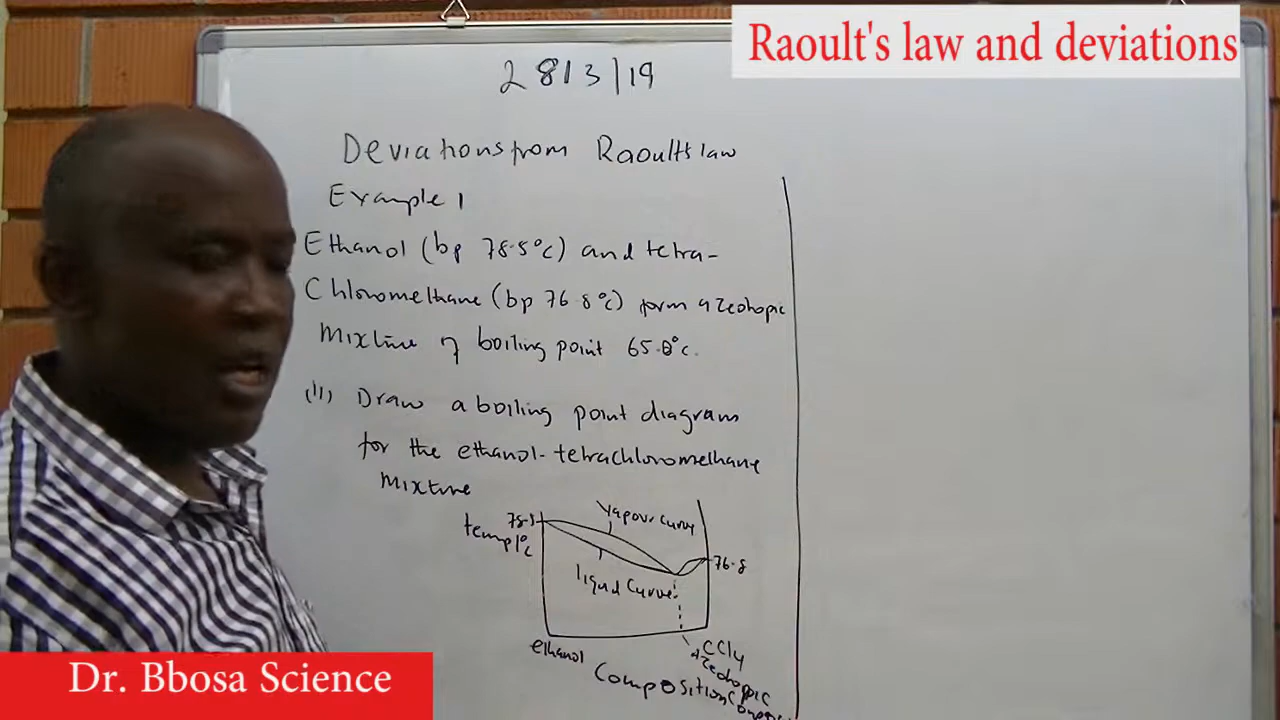 Raoult's law and deviations
28/3/19
Deviations from Raoult's law
Example 1
Ethanol (bp 78.5°C) and tetra-
Chloromethane (bp 76.8°C) form azeotropic
Mixture of boiling point 65.0°C.
(ii) Draw a boiling point diagram
for the ethanol-tetrachloromethane
Mixture
Vapour curve
78.5
temp/°C
76.8
liquid curve
ethanol
CCl4
azeotropic
Composition
Dr. Bbosa Science